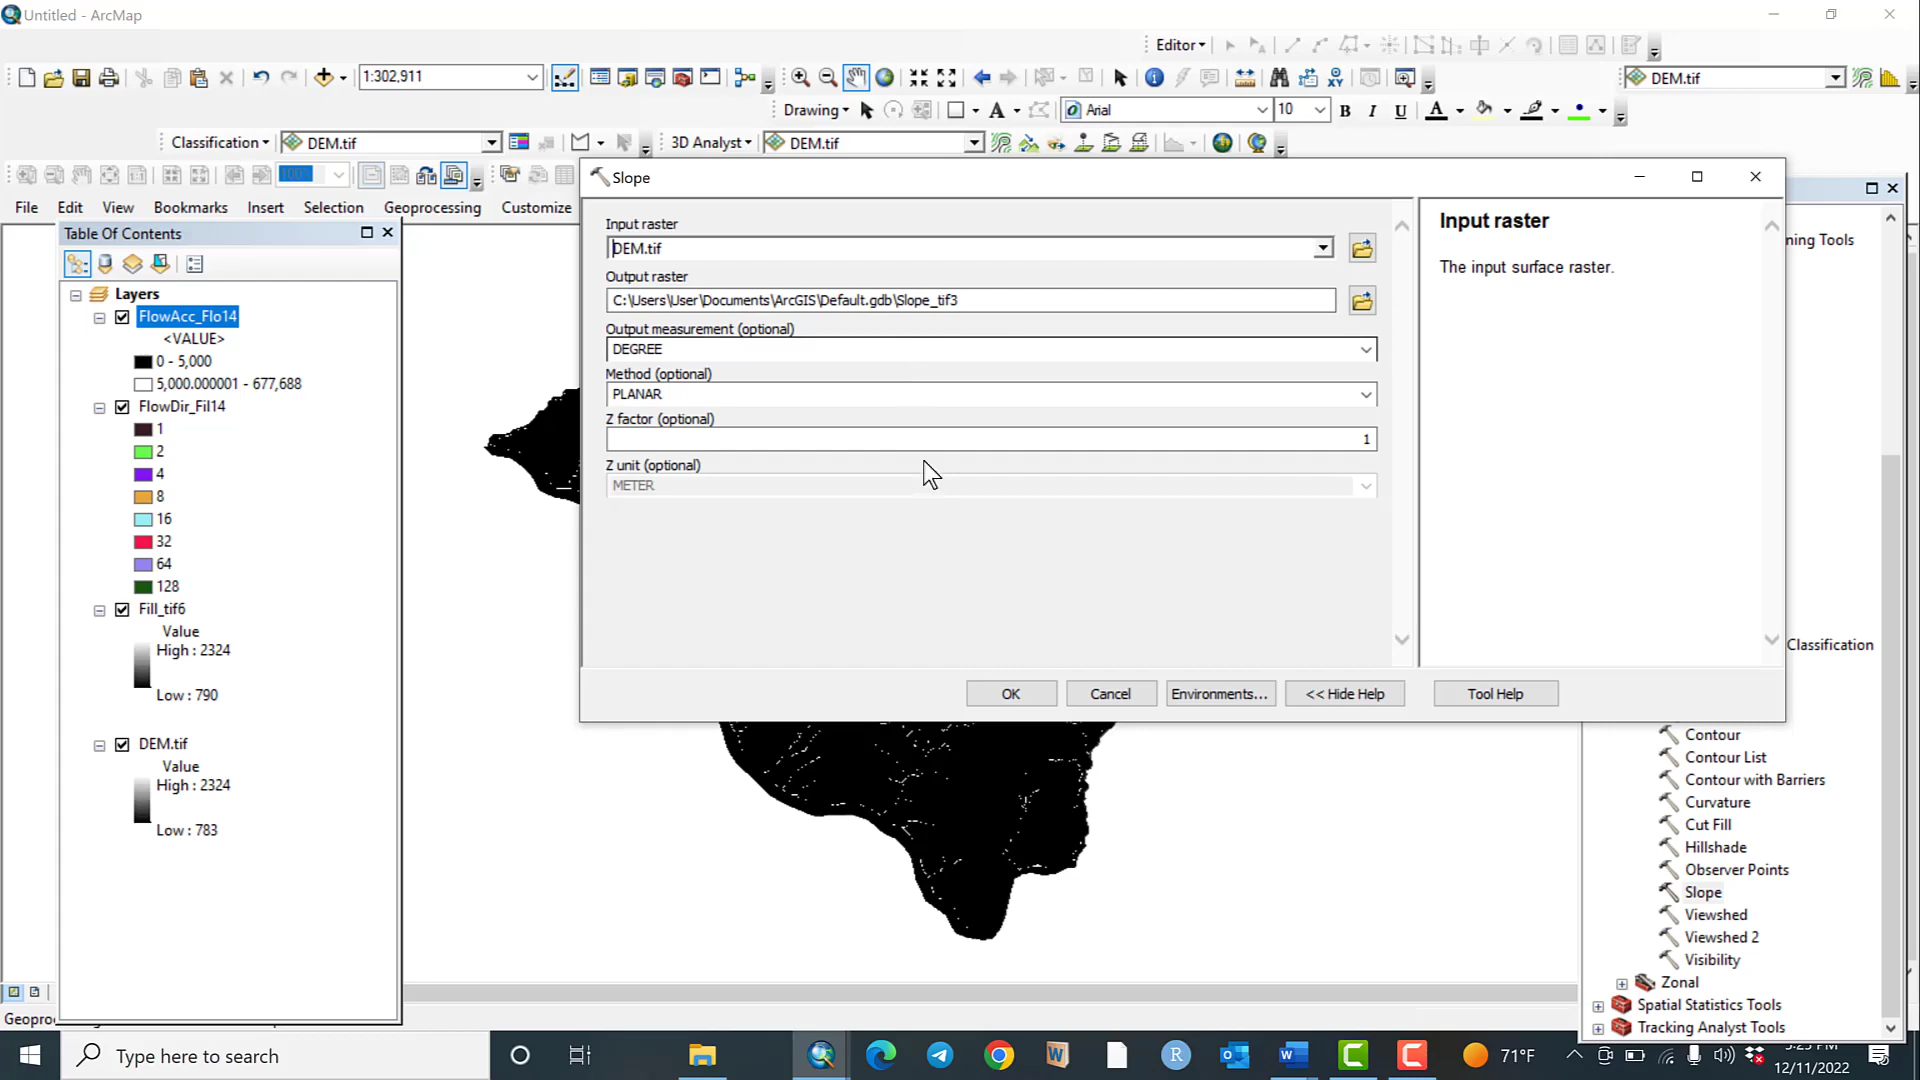 Untitled - ArcMap
Editor
1:302,911
DEM.tif
Drawing
A
Arial
10
B
I
U
A
Classification
DEM.tif
3D Analyst
DEM.tif
100%
File
Edit
View
Bookmarks
Insert
Selection
Geoprocessing
Customize
Table Of Contents
Layers
FlowAcc_Flo14
<VALUE>
0 - 5,000
5,000.000001 - 677,688
FlowDir_Fil14
1
2
4
8
16
32
64
128
Fill_tif6
Value
High : 2324
Low : 790
DEM.tif
Value
High : 2324
Low : 783
Slope
Input raster
DEM.tif
Output raster
C:\Users\User\Documents\ArcGIS\Default.gdb\Slope_tif3
Output measurement (optional)
DEGREE
Method (optional)
PLANAR
Z factor (optional)
1
Z unit (optional)
METER
OK
Cancel
Environments...
<< Hide Help
Tool Help
Input raster
The input surface raster.
ning Tools
Classification
Contour
Contour List
Contour with Barriers
Curvature
Cut Fill
Hillshade
Observer Points
Slope
Viewshed
Viewshed 2
Visibility
Zonal
Spatial Statistics Tools
Tracking Analyst Tools
Geoproc
Type here to search
71°F
12/11/2022